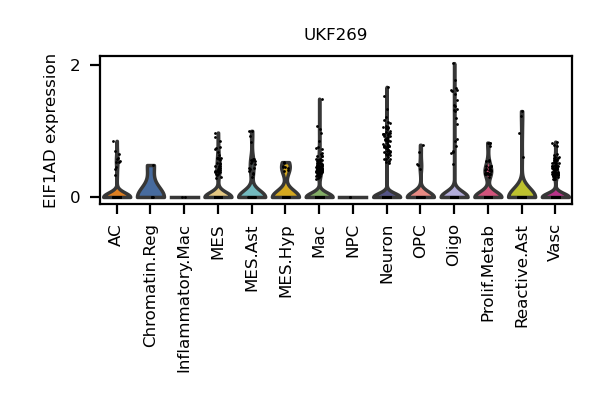 UKF269
EIF1AD expression
2
0
AC
Chromatin.Reg
Inflammatory.Mac
MES
MES.Ast
MES.Hyp
Mac
NPC
Neuron
OPC
Oligo
Prolif.Metab
Reactive.Ast
Vasc